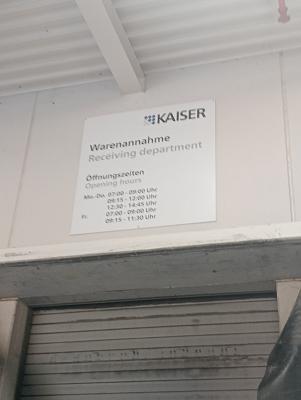 KAISER
Warenannahme
Receiving department
Öffnungszeiten
Opening hours
Mo.-Do. 07:00 - 09:00 Uhr
09:15 - 12:00 Uhr
12:30 - 14:45 Uhr
Fr. 07:00 - 09:00 Uhr
09:15 - 11:30 Uhr